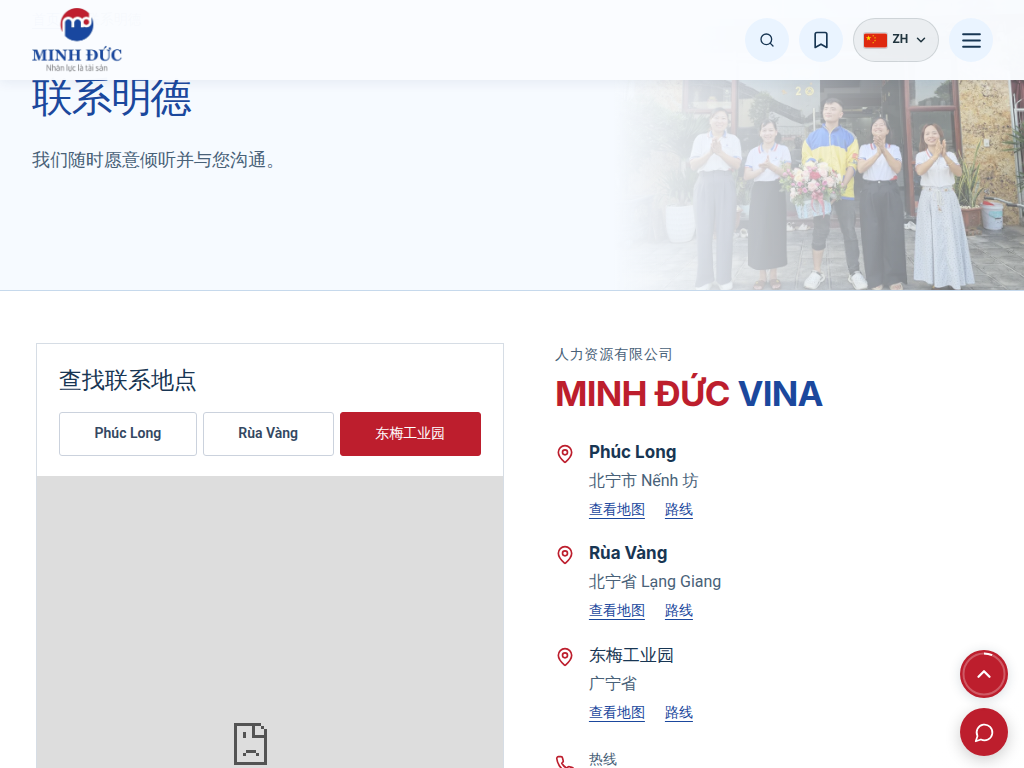 MINH ĐỨC
Nhân lực là tài sản
ZH
联系明德
我们随时愿意倾听并与您沟通。
20
查找联系地点
Phúc Long
Rùa Vàng
东梅工业园
人力资源有限公司
MINH ĐỨC VINA
Phúc Long
北宁市 Nếnh 坊
查看地图 路线
Rùa Vàng
北宁省 Lạng Giang
查看地图 路线
东梅工业园
广宁省
查看地图 路线
热线